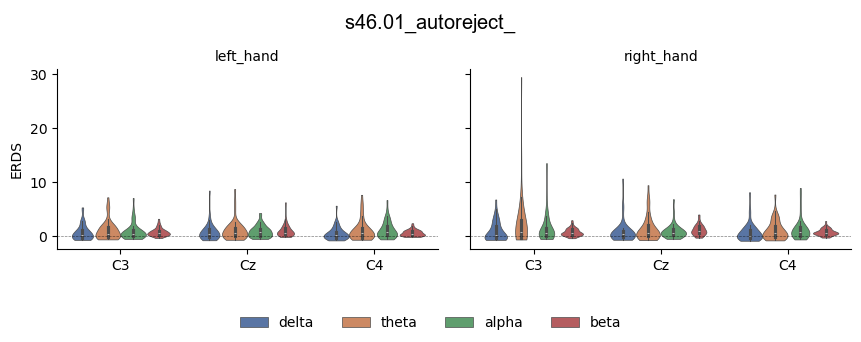 s46.01_autoreject_
left_hand
right_hand
30
20
10
0
ERDS
C3
Cz
C4
C3
Cz
C4
delta
theta
alpha
beta